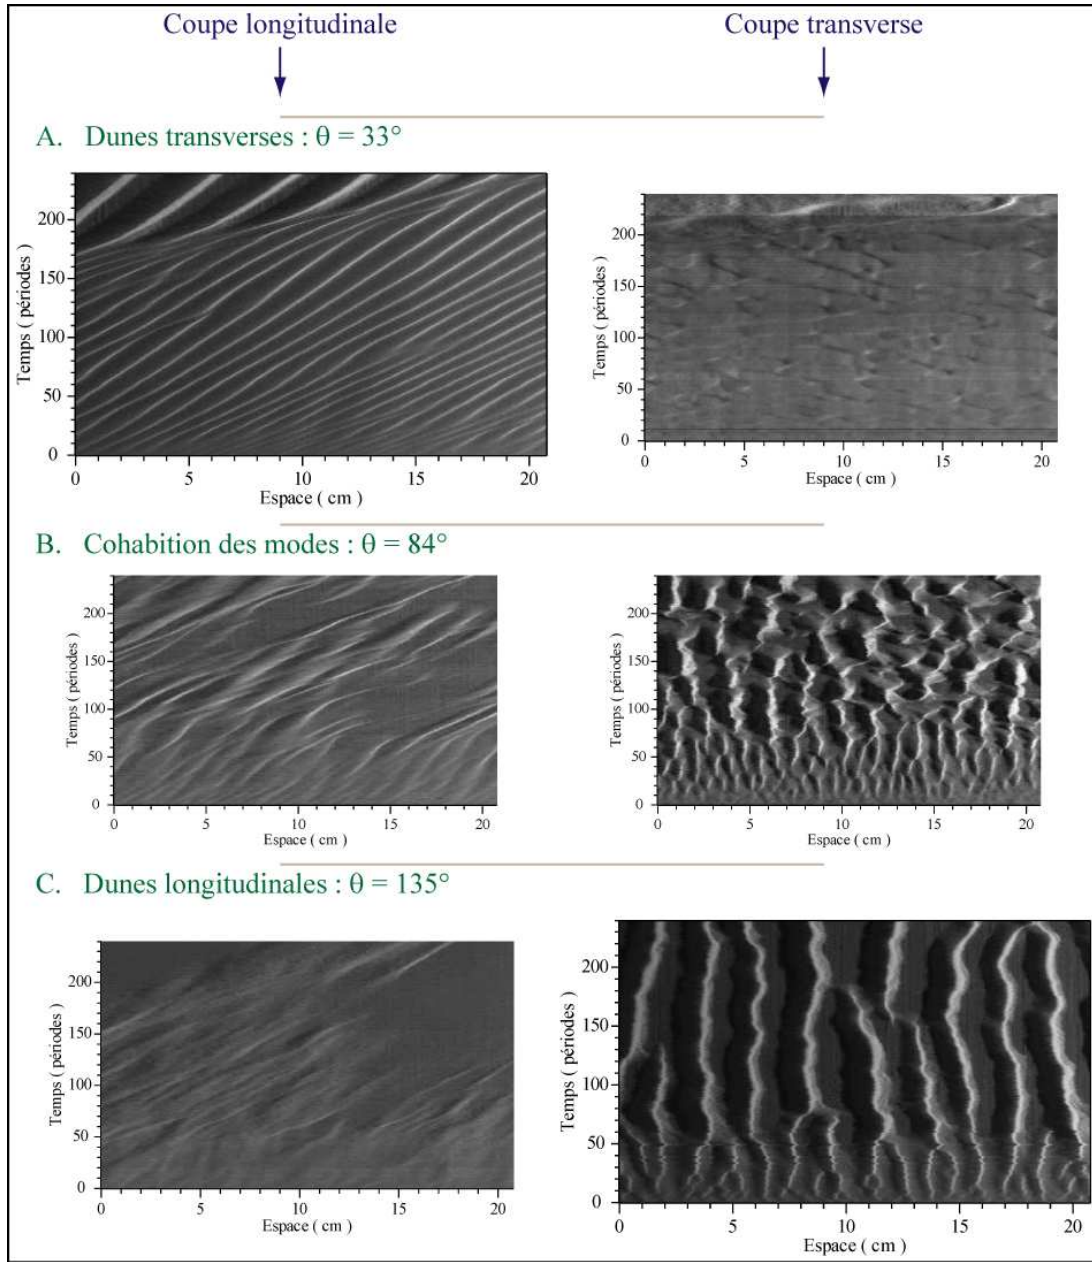 Coupe longitudinale
Coupe transverse
A. Dunes transverses : θ = 33°
Temps ( périodes )
200
150
100
50
0
0 5 10 15 20
Espace ( cm )
Temps ( périodes )
200
150
100
50
0
0 5 10 15 20
Espace ( cm )
B. Cohabition des modes : θ = 84°
Temps ( périodes )
200
150
100
50
0
0 5 10 15 20
Espace ( cm )
Temps ( périodes )
200
150
100
50
0
0 5 10 15 20
Espace ( cm )
C. Dunes longitudinales : θ = 135°
Temps ( périodes )
200
150
100
50
0
0 5 10 15 20
Espace ( cm )
Temps ( périodes )
200
150
100
50
0
0 5 10 15 20
Espace ( cm )